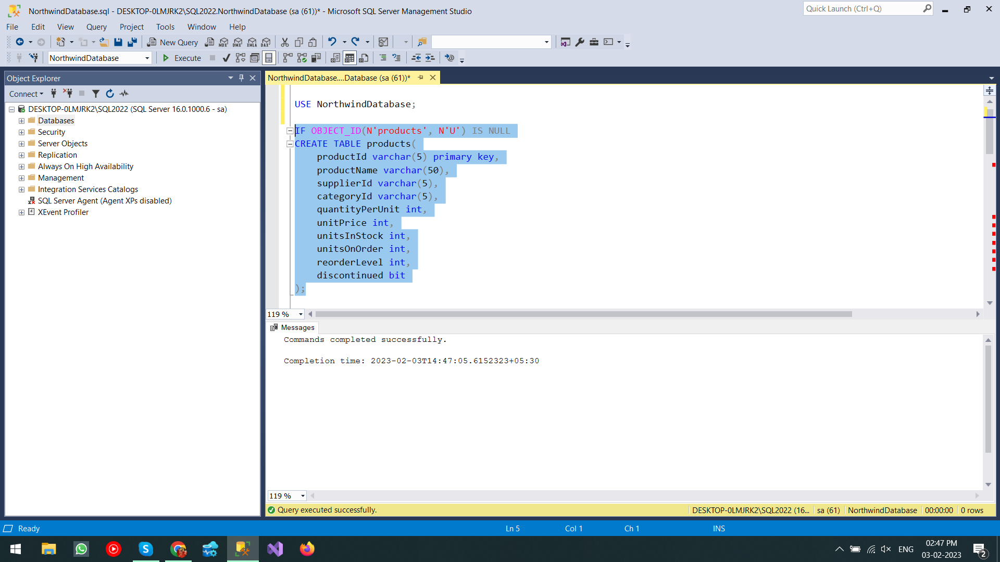 NorthwindDatabase.sql - DESKTOP-0LMJRK2\SQL2022.NorthwindDatabase (sa (61))* - Microsoft SQL Server Management Studio
Quick Launch (Ctrl+Q)
File Edit View Query Project Tools Window Help
New Query MDX DMX XMLA DAX
NorthwindDatabase Execute
Object Explorer
Connect
DESKTOP-0LMJRK2\SQL2022 (SQL Server 16.0.1000.6 - sa)
Databases
Security
Server Objects
Replication
Always On High Availability
Management
Integration Services Catalogs
SQL Server Agent (Agent XPs disabled)
XEvent Profiler
NorthwindDatabase....Database (sa (61))*
USE NorthwindDatabase;
IF OBJECT_ID(N'products', N'U') IS NULL
CREATE TABLE products(
productId varchar(5) primary key,
productName varchar(50),
supplierId varchar(5),
categoryId varchar(5),
quantityPerUnit int,
unitPrice int,
unitsInStock int,
unitsOnOrder int,
reorderLevel int,
discontinued bit
);
119 %
Messages
Commands completed successfully.
Completion time: 2023-02-03T14:47:05.6152323+05:30
119 %
Query executed successfully.
DESKTOP-0LMJRK2\SQL2022 (16... sa (61) NorthwindDatabase 00:00:00 0 rows
Ready Ln 5 Col 1 Ch 1 INS
ENG
02:47 PM
03-02-2023
2